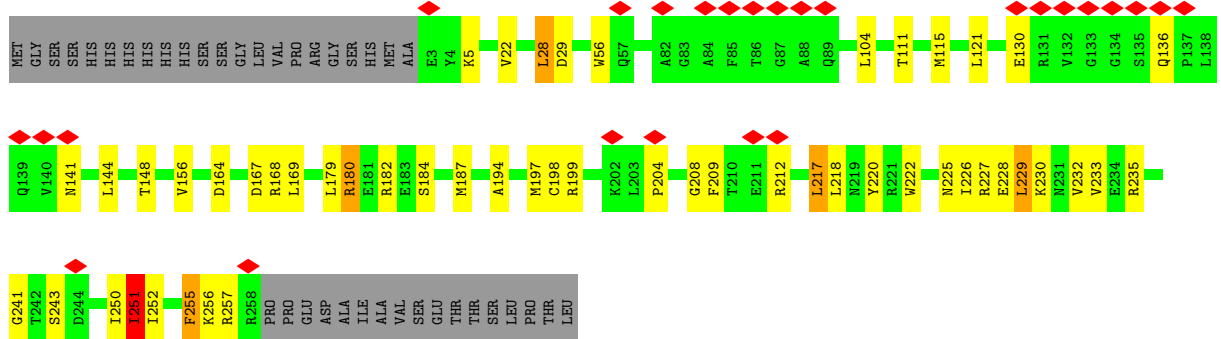 MET GLY SER SER HIS HIS HIS HIS HIS HIS SER SER GLY LEU VAL PRO ARG GLY SER HIS MET ALA E3 Y4 K5 V22 L28 D29 W56 Q57 A82 G83 A84 F85 T86 G87 A88 Q89 L104 T111 M115 L121 E130 R131 V132 G133 G134 S135 Q136 P137 L138
Q139 V140 N141 L144 T148 V156 D164 D167 R168 L169 L179 R180 E181 R182 E183 S184 M187 A194 M197 C198 R199 K202 L203 P204 G208 F209 T210 E211 R212 L217 L218 N219 Y220 R221 W222 N225 I226 R227 E228 L229 K230 N231 V232 V233 E234 R235
G241 T242 S243 D244 I250 I251 I252 F255 K256 R257 R258 PRO PRO GLU ASP ALA ILE ALA VAL SER GLU THR THR SER LEU PRO THR LEU